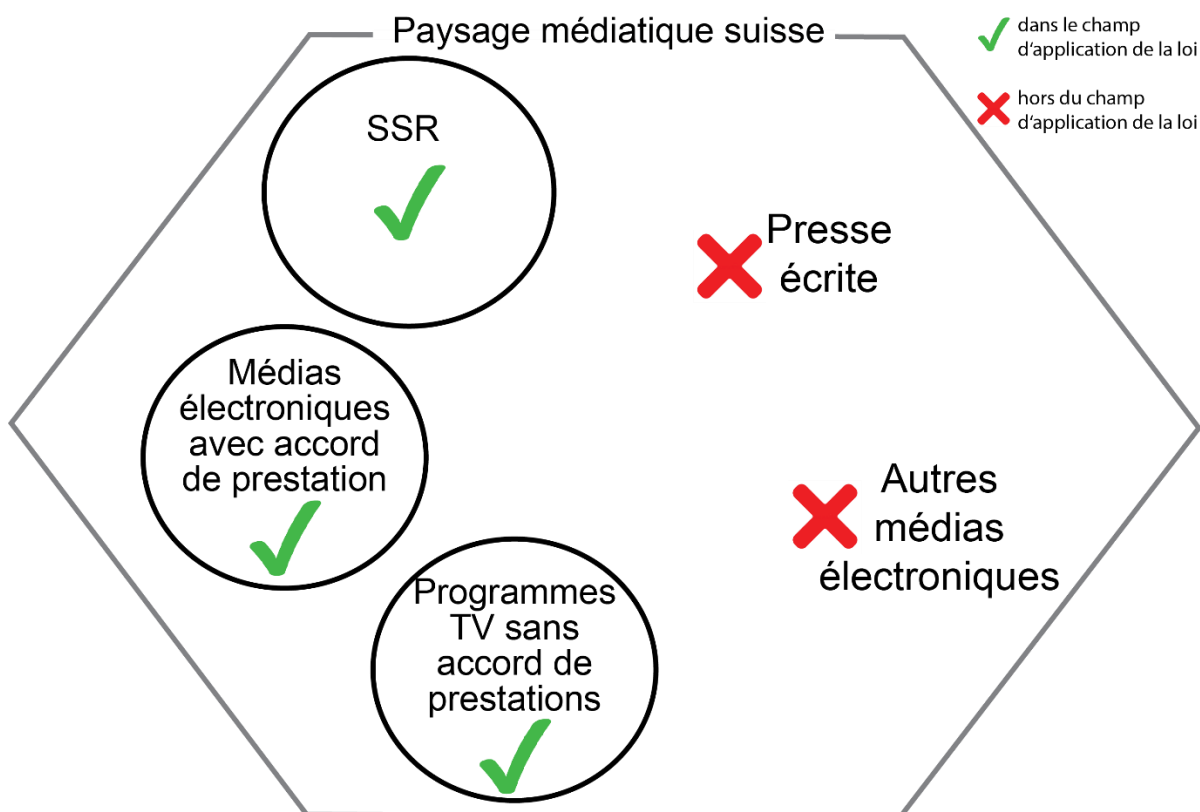 Paysage médiatique suisse
dans le champ
d'application de la loi
hors du champ
d'application de la loi
SSR
Presse
écrite
Médias
électroniques
avec accord
de prestation
Autres
médias
électroniques
Programmes
TV sans
accord de
prestations